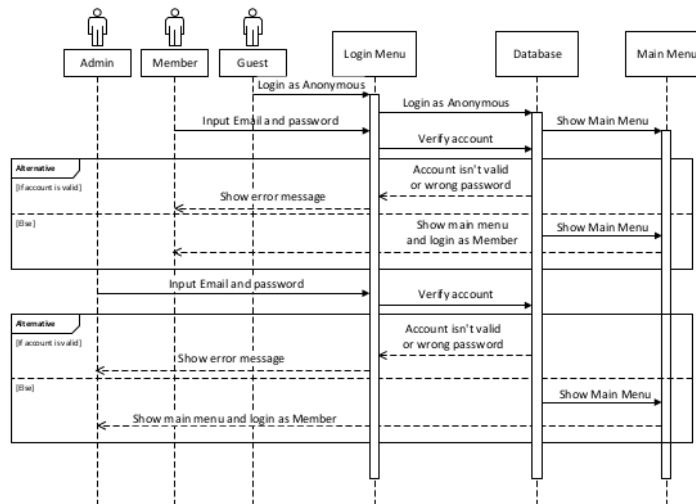 Admin
Member
Guest
Login Menu
Database
Main Menu
Login as Anonymous
Login as Anonymous
Input Email and password
Show Main Menu
Verify account
Alternative
[If account is valid]
Account isn't valid
or wrong password
Show error message
[Else]
Show main menu
and login as Member
Show Main Menu
Input Email and password
Verify account
Alternative
[If account is valid]
Account isn't valid
or wrong password
Show error message
[Else]
Show Main Menu
Show main menu and login as Member